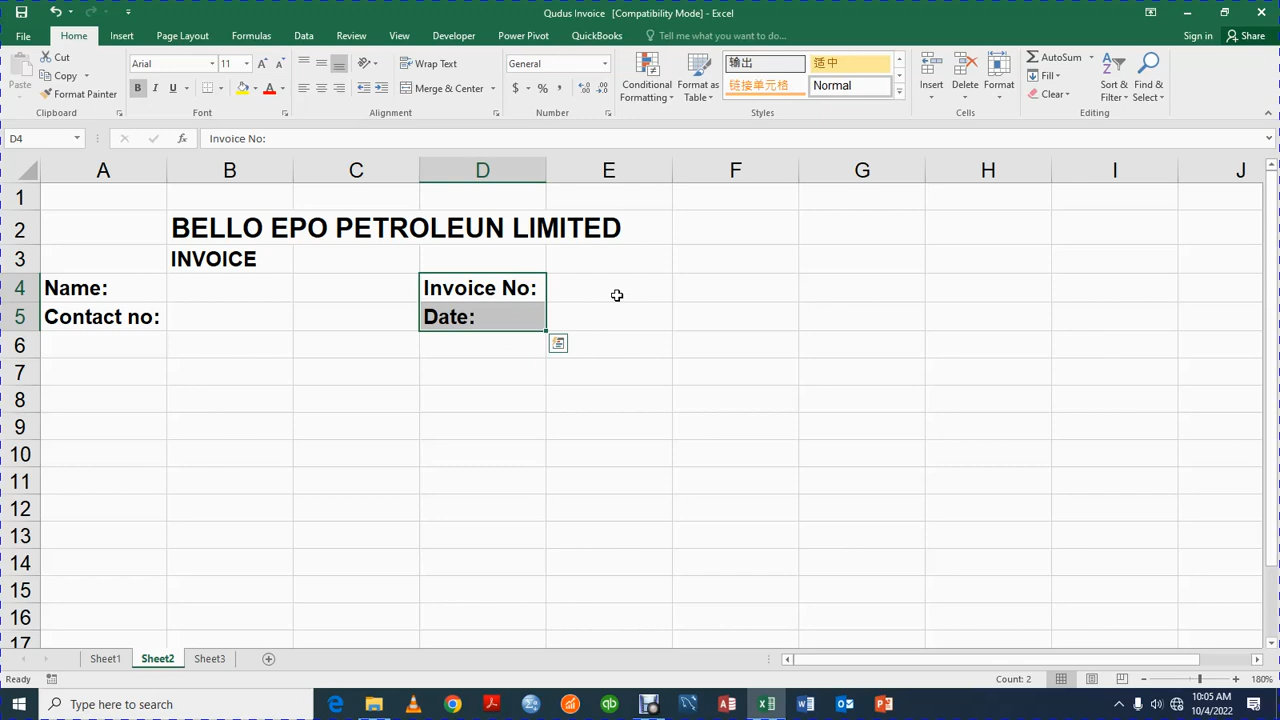 Qudus Invoice [Compatibility Mode] - Excel
File Home Insert Page Layout Formulas Data Review View Developer Power Pivot QuickBooks Tell me what you want to do... Sign in Share
Paste
Cut
Copy
Format Painter
Clipboard
Arial
11
B I U
Font
Wrap Text
Merge & Center
Alignment
General
$ % ,
Number
Conditional Formatting
Format as Table
输出
适中
链接单元格
Normal
Styles
Insert
Delete
Format
Cells
AutoSum
Fill
Clear
Sort & Filter
Find & Select
Editing
D4 fx Invoice No:
A B C D E F G H I J
1
2 BELLO EPO PETROLEUN LIMITED
3 INVOICE
4 Name: Invoice No:
5 Contact no: Date:
6
7
8
9
10
11
12
13
14
15
16
17
Sheet1 Sheet2 Sheet3
Ready Count: 2 180%
Type here to search
10:05 AM
10/4/2022